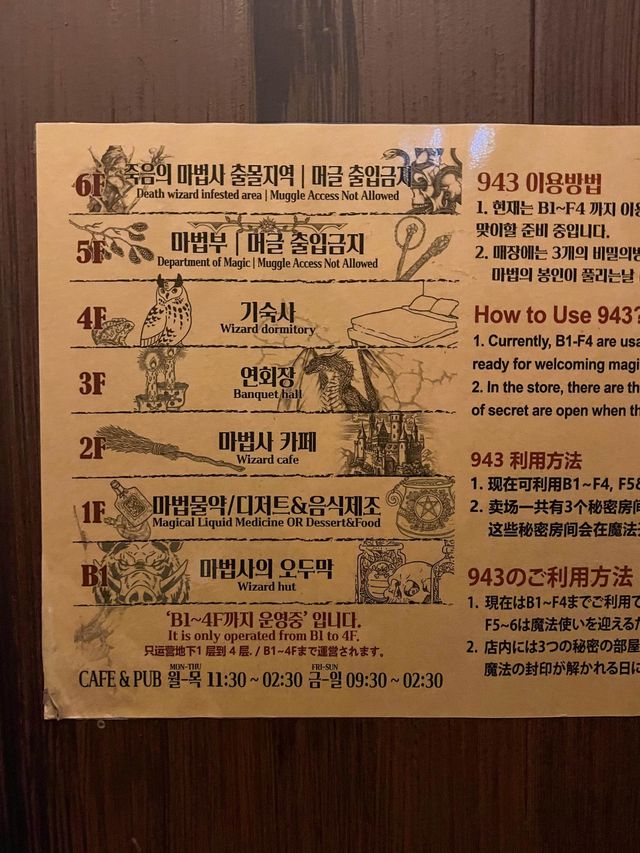 6F 죽음의 마법사 출몰지역 | 머글 출입금지
Death wizard infested area | Muggle Access Not Allowed
5F 마법부 | 머글 출입금지
Department of Magic | Muggle Access Not Allowed
4F 기숙사
Wizard dormitory
3F 연회장
Banquet hall
2F 마법사 카페
Wizard cafe
1F 마법물약/디저트&음식제조
Magical Liquid Medicine OR Dessert&Food
B1 마법사의 오두막
Wizard hut
'B1~4F까지 운영중' 입니다.
It is only operated from B1 to 4F.
只运营地下1 层到 4 层. / B1~4Fまで運営されます。
MON-THU FRI-SUN
CAFE & PUB 월-목 11:30 ~ 02:30 금-일 09:30 ~ 02:30
943 이용방법
1. 현재는 B1~F4 까지 이용
맞이할 준비 중입니다.
2. 매장에는 3개의 비밀의방
마법의 봉인이 풀리는날
How to Use 943?
1. Currently, B1-F4 are usa
ready for welcoming magi
2. In the store, there are th
of secret are open when th
943 利用方法
1. 现在可利用B1~F4, F5&
2. 卖场一共有3个秘密房间
这些秘密房间会在魔法
943のご利用方法
1. 現在はB1~F4までご利用で
F5~6は魔法使いを迎えるた
2. 店内には3つの秘密の部屋
魔法の封印が解かれる日に